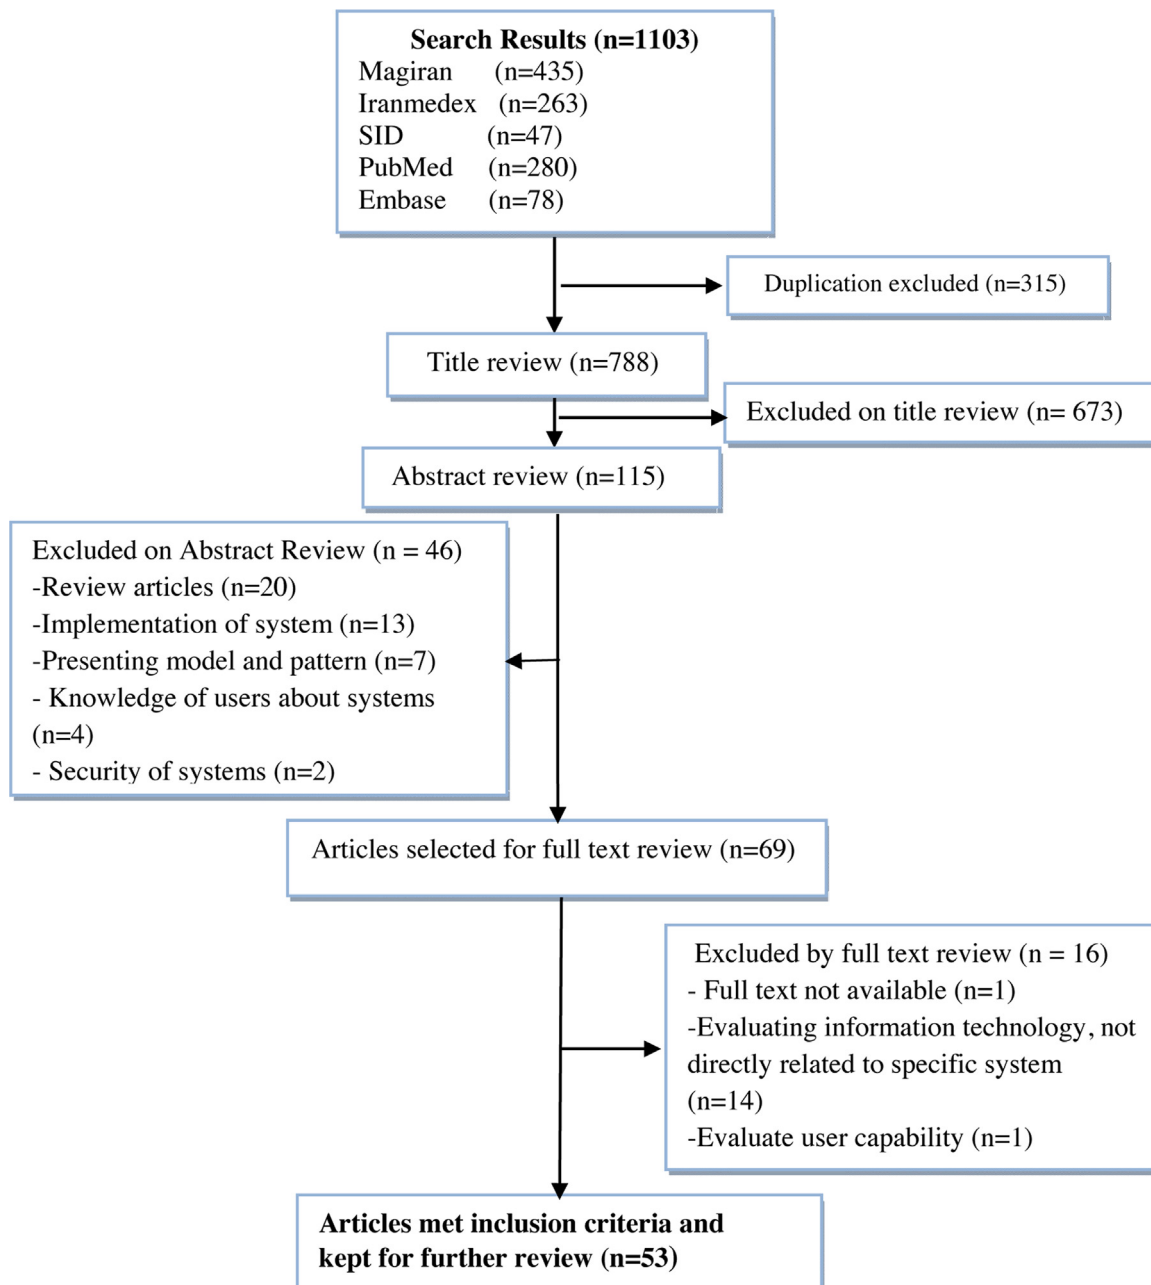 Search Results (n=1103)
Magiran (n=435)
Iranmedex (n=263)
SID (n=47)
PubMed (n=280)
Embase (n=78)
Duplication excluded (n=315)
Title review (n=788)
Excluded on title review (n= 673)
Abstract review (n=115)
Excluded on Abstract Review (n = 46)
-Review articles (n=20)
-Implementation of system (n=13)
-Presenting model and pattern (n=7)
- Knowledge of users about systems
(n=4)
- Security of systems (n=2)
Articles selected for full text review (n=69)
Excluded by full text review (n = 16)
- Full text not available (n=1)
-Evaluating information technology, not
directly related to specific system
(n=14)
-Evaluate user capability (n=1)
Articles met inclusion criteria and
kept for further review (n=53)